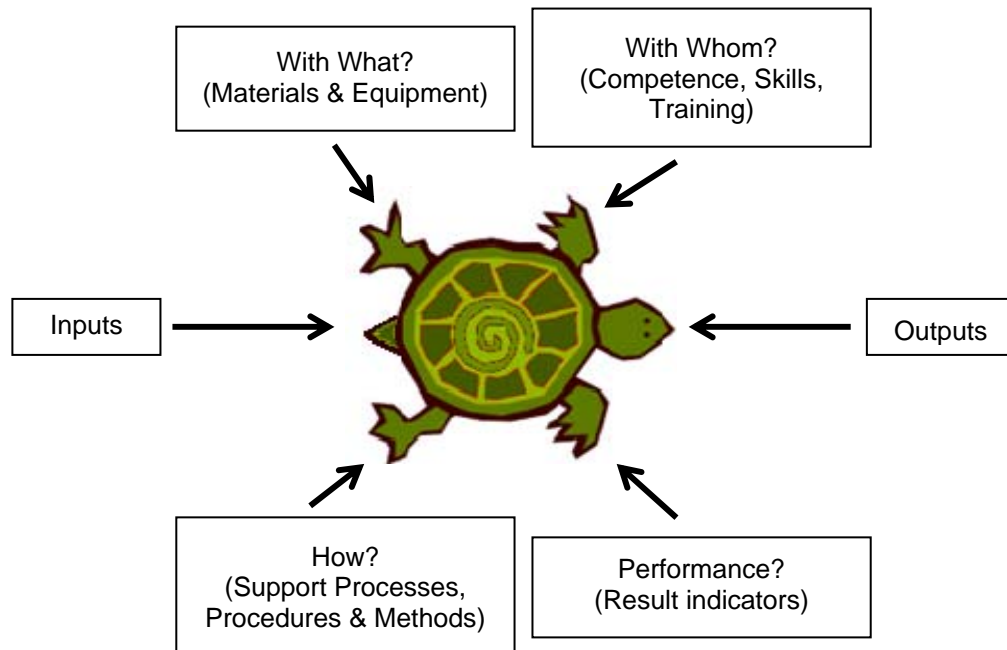 With What?
(Materials & Equipment)
With Whom?
(Competence, Skills,
Training)
Inputs
Outputs
How?
(Support Processes,
Procedures & Methods)
Performance?
(Result indicators)